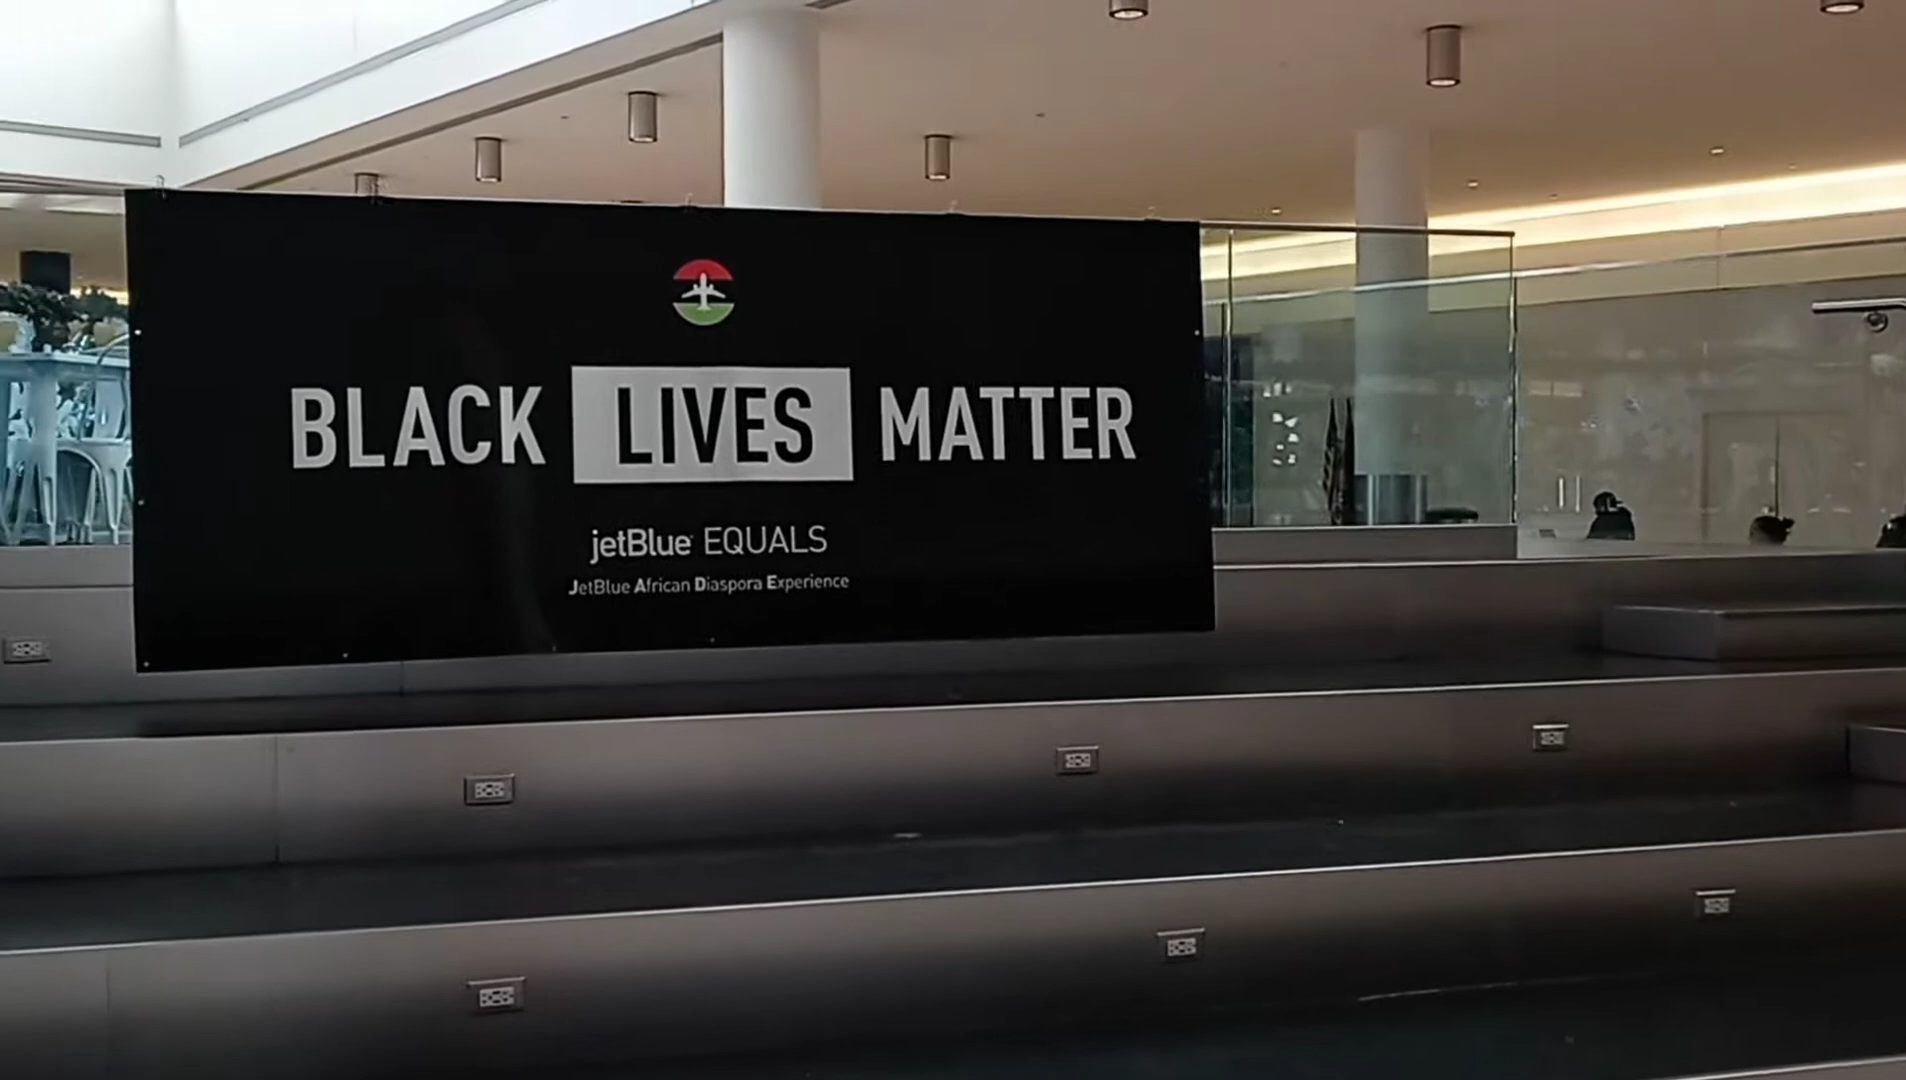 BLACK LIVES MATTER
jetBlue EQUALS
JetBlue African Diaspora Experience